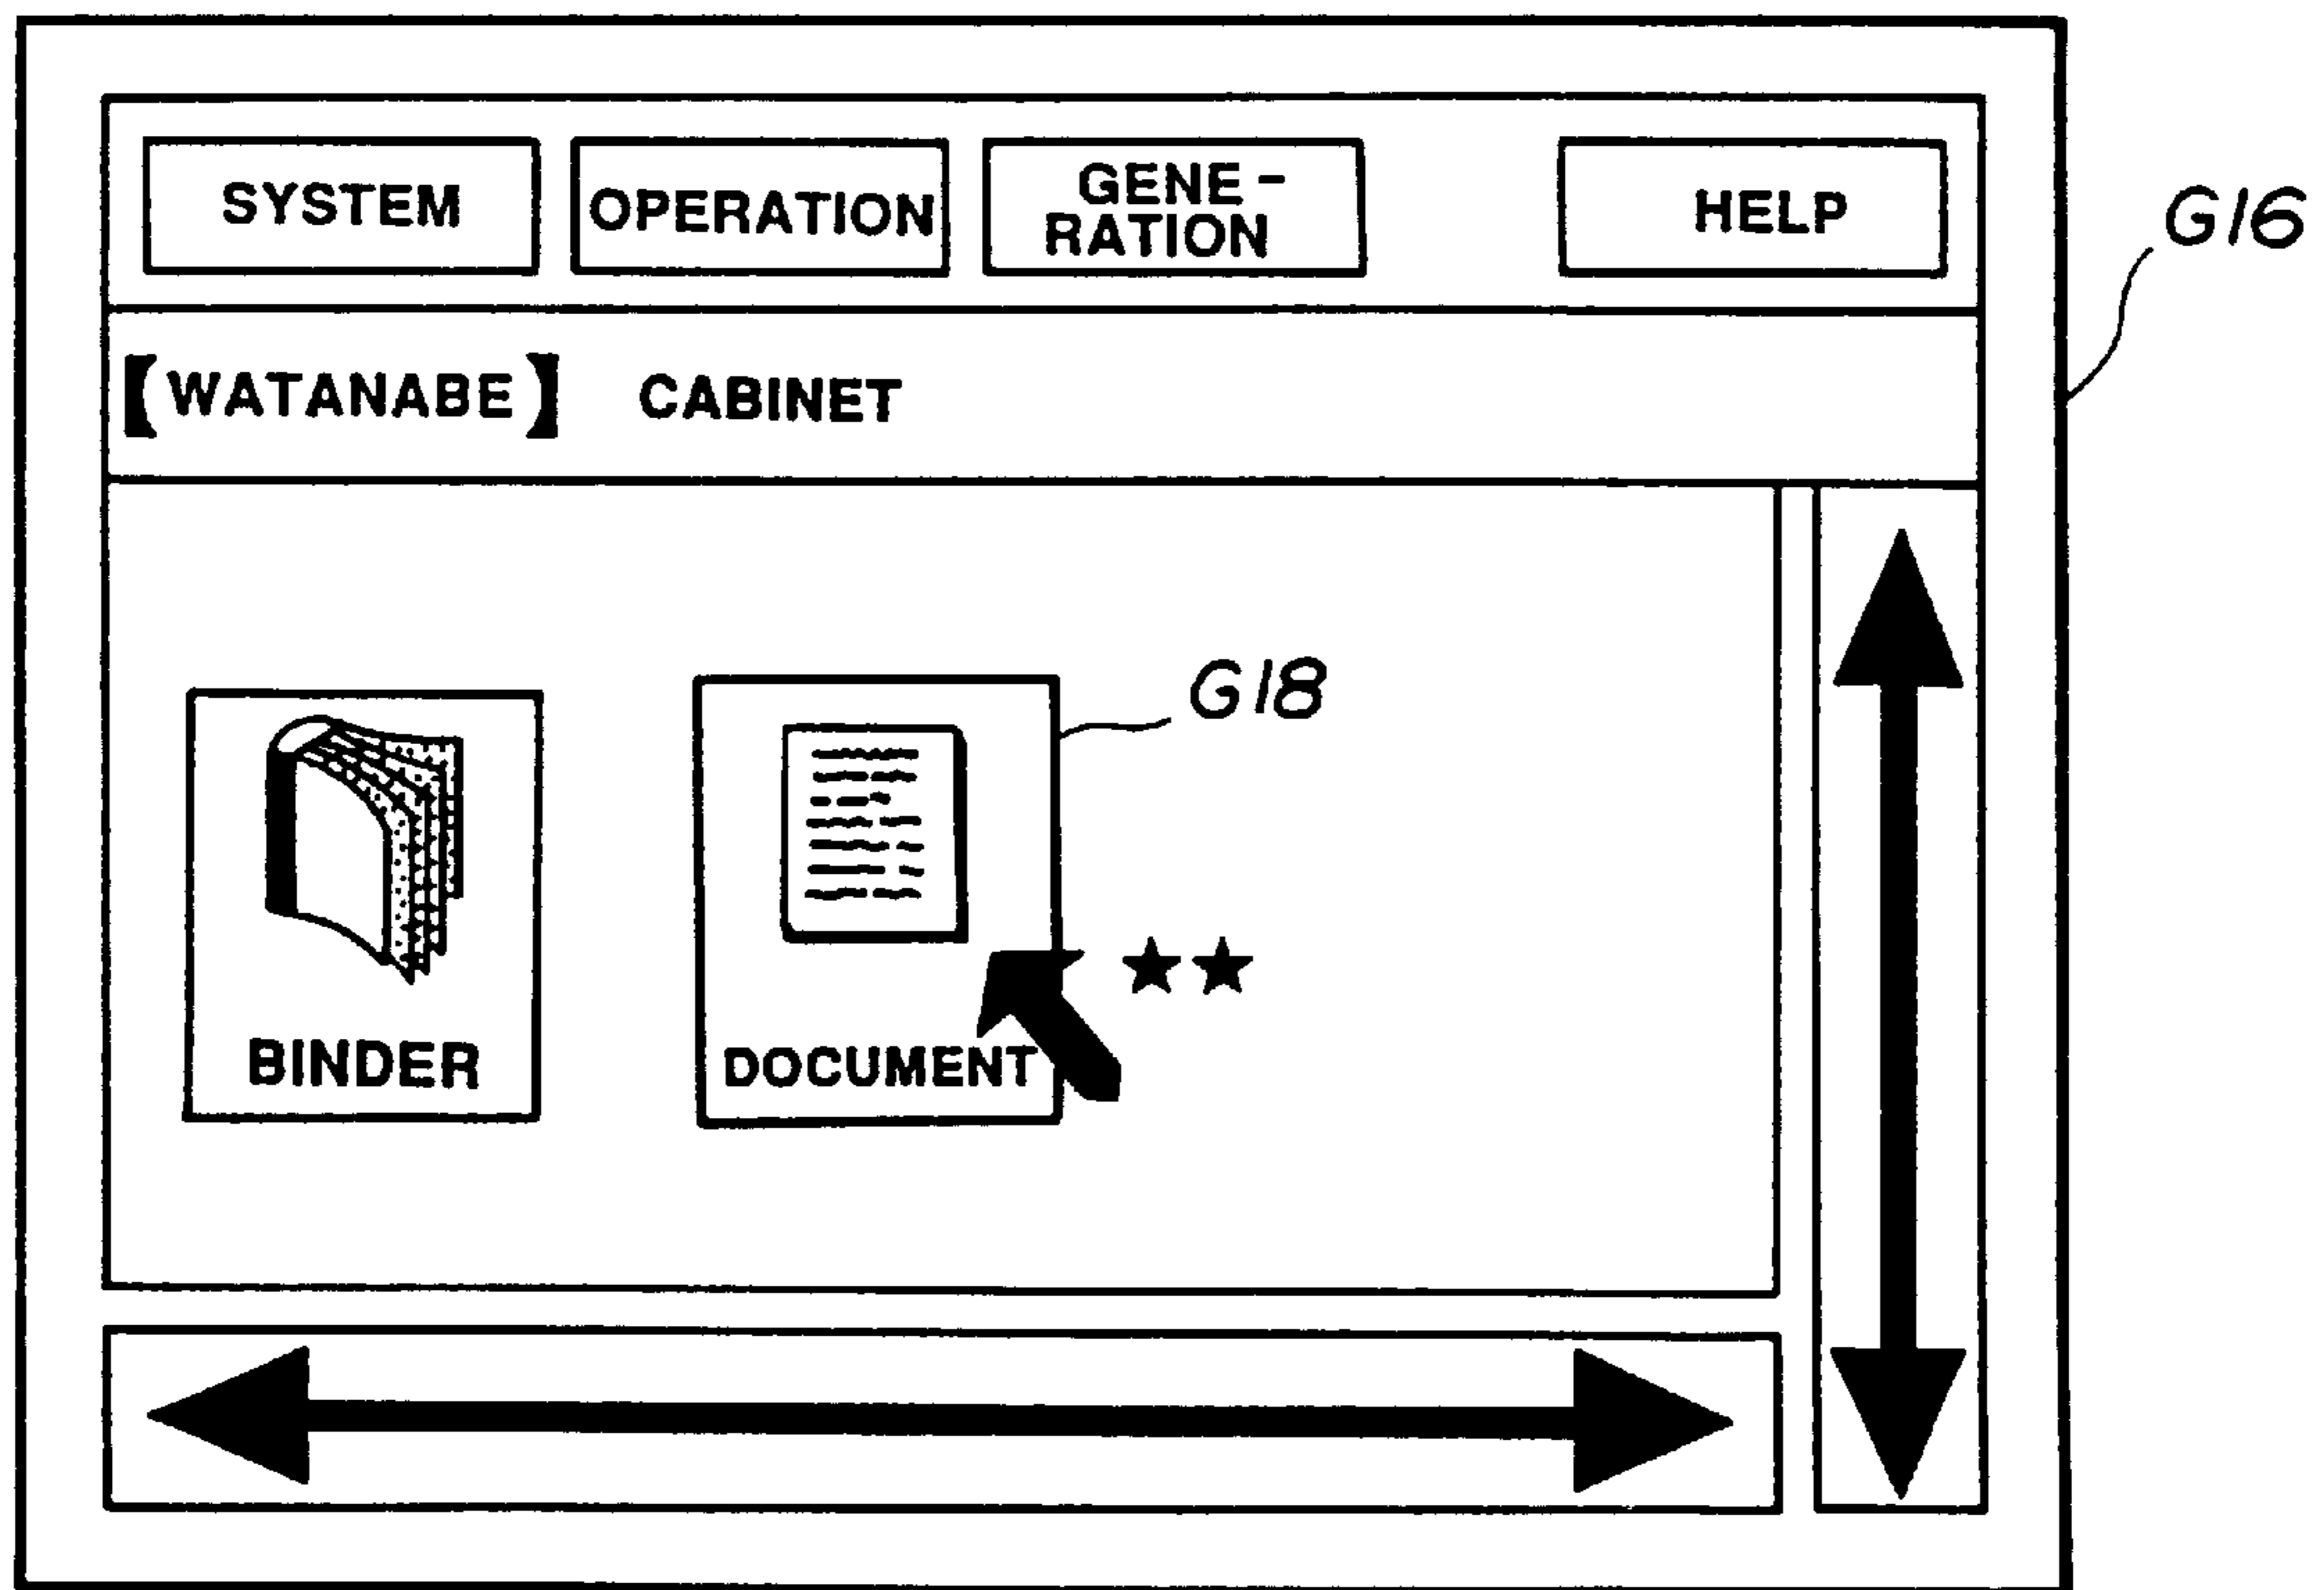 SYSTEM
OPERATION
GENE-
RATION
HELP
G16
【WATANABE】 CABINET
G18
★★
BINDER
DOCUMENT